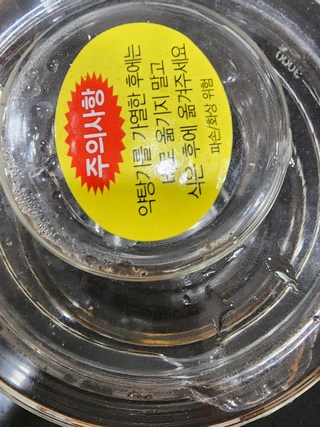 주의사항
약탕기를 가열한 후에는
바로 옮기지 말고
식은 후에 옮겨주세요
파손/화상 위험